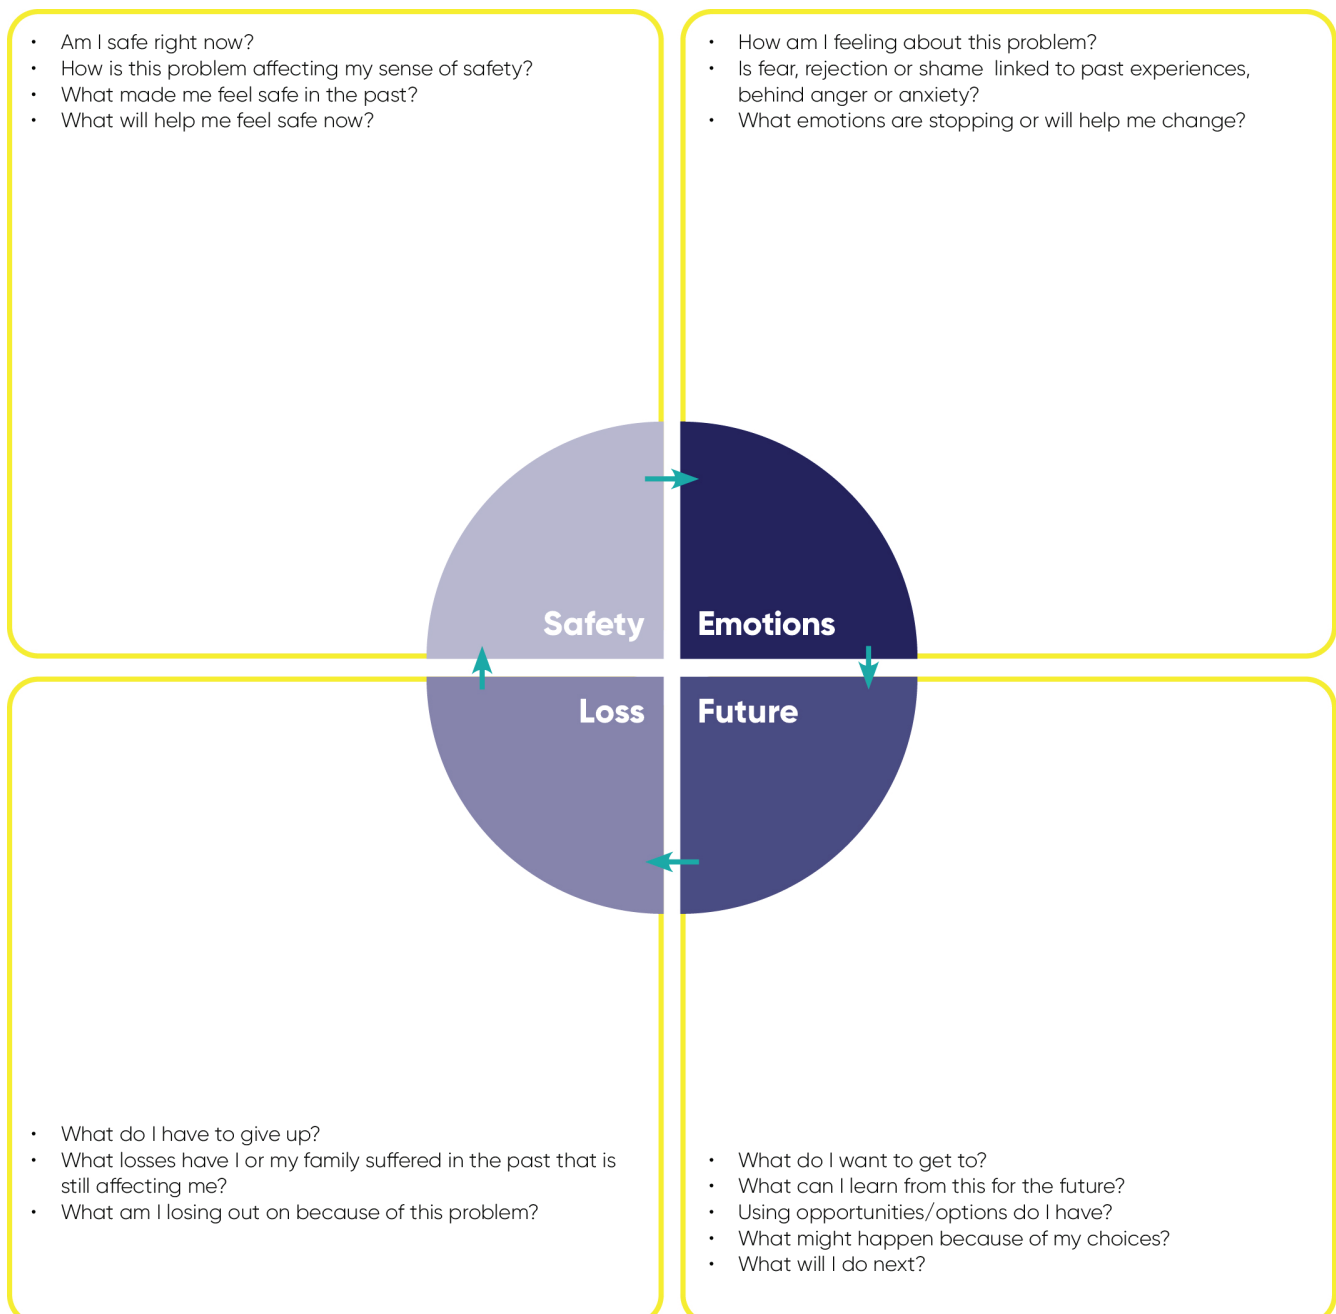 • Am I safe right now?
• How is this problem affecting my sense of safety?
• What made me feel safe in the past?
• What will help me feel safe now?
• How am I feeling about this problem?
• Is fear, rejection or shame  linked to past experiences,
behind anger or anxiety?
• What emotions are stopping or will help me change?
Safety
Emotions
Loss
Future
• What do I have to give up?
• What losses have I or my family suffered in the past that is
still affecting me?
• What am I losing out on because of this problem?
• What do I want to get to?
• What can I learn from this for the future?
• Using opportunities/options do I have?
• What might happen because of my choices?
• What will I do next?